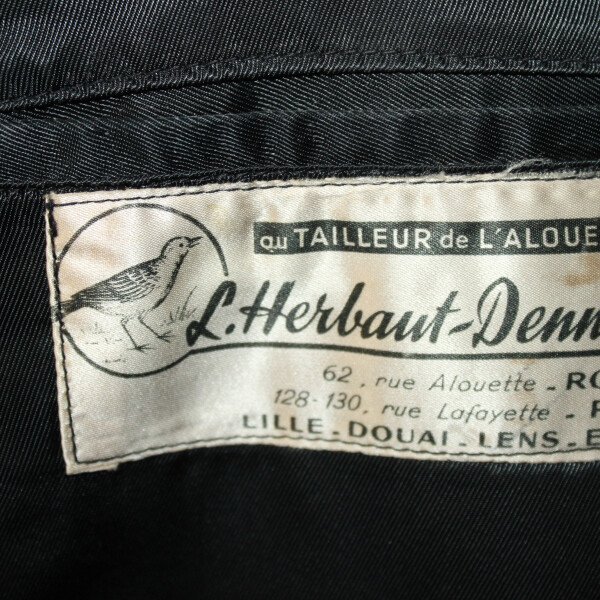 au TAILLEUR de L'ALOUE
L. Herbaut-Denn
62, rue Alouette - RO
128-130, rue Lafayette - P
LILLE - DOUAI - LENS - E